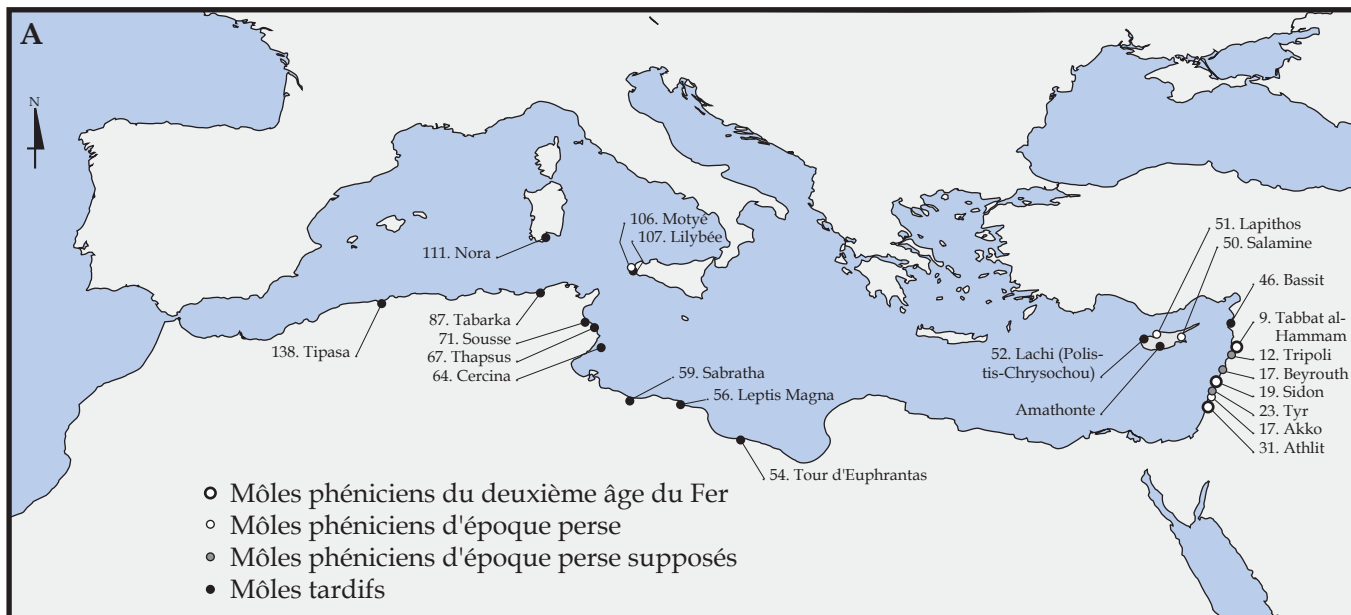 A
N
106. Motyé
107. Lilybée
111. Nora
51. Lapithos
50. Salamine
46. Bassit
9. Tabbat al-
Hammam
12. Tripoli
17. Beyrouth
19. Sidon
23. Tyr
17. Akko
31. Athlit
87. Tabarka
71. Sousse
67. Thapsus
64. Cercina
138. Tipasa
59. Sabratha
56. Leptis Magna
52. Lachi (Polis-
tis-Chrysochou)
Amathonte
54. Tour d'Euphrantas
Môles phéniciens du deuxième âge du Fer
Môles phéniciens d'époque perse
Môles phéniciens d'époque perse supposés
Môles tardifs